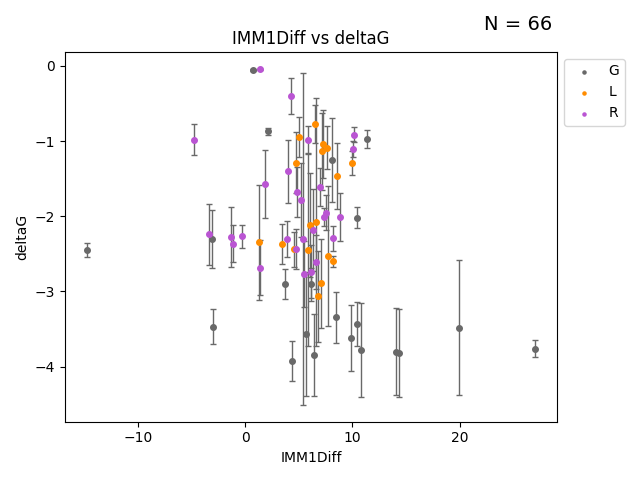 N = 66
IMM1Diff vs deltaG
G
L
R
0
−1
−2
−3
−4
deltaG
−10
0
10
20
IMM1Diff